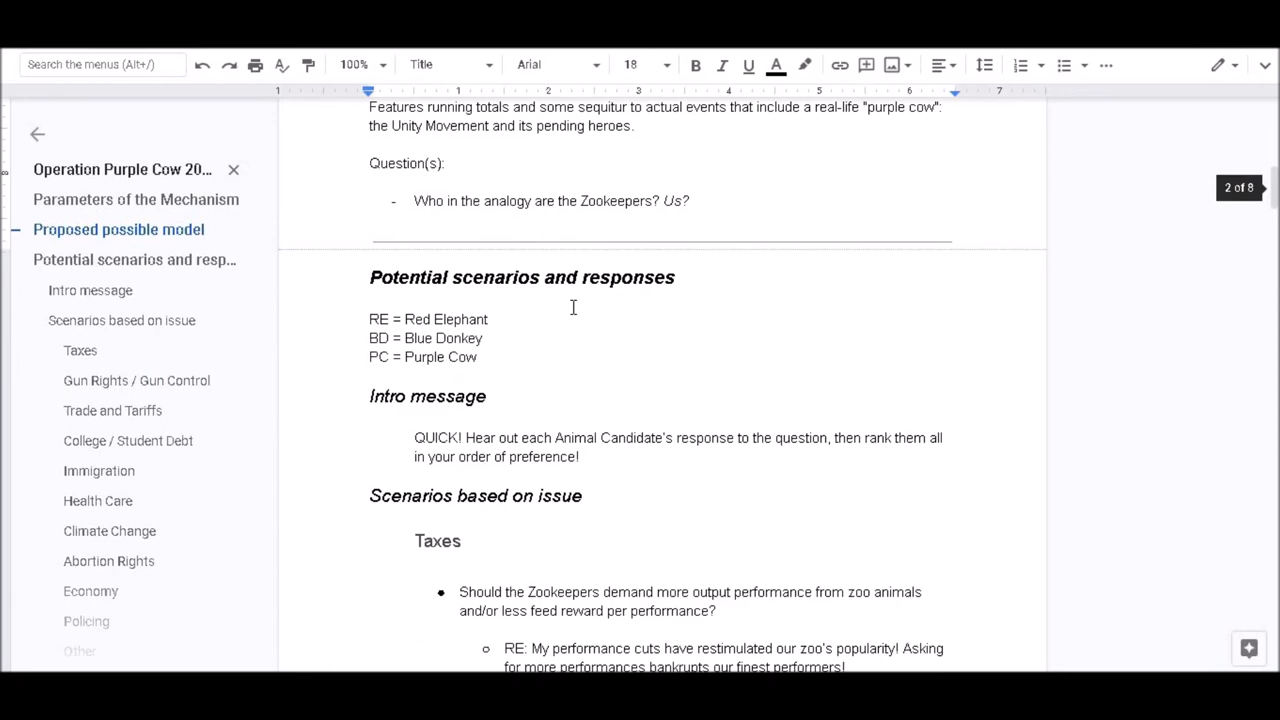 Search the menus (Alt+/)
100%
Title
Arial
18
B I U A
1 1 2 3 4 5 6 7
Operation Purple Cow 20...
Parameters of the Mechanism
Proposed possible model
Potential scenarios and resp...
Intro message
Scenarios based on issue
Taxes
Gun Rights / Gun Control
Trade and Tariffs
College / Student Debt
Immigration
Health Care
Climate Change
Abortion Rights
Economy
Policing
Other
Features running totals and some sequitur to actual events that include a real-life "purple cow":
the Unity Movement and its pending heroes.
Question(s):
- Who in the analogy are the Zookeepers? Us?
Potential scenarios and responses
RE = Red Elephant
BD = Blue Donkey
PC = Purple Cow
Intro message
QUICK! Hear out each Animal Candidate's response to the question, then rank them all
in your order of preference!
Scenarios based on issue
Taxes
● Should the Zookeepers demand more output performance from zoo animals
and/or less feed reward per performance?
○ RE: My performance cuts have restimulated our zoo's popularity! Asking
for more performances bankrupts our finest performers!
2 of 8